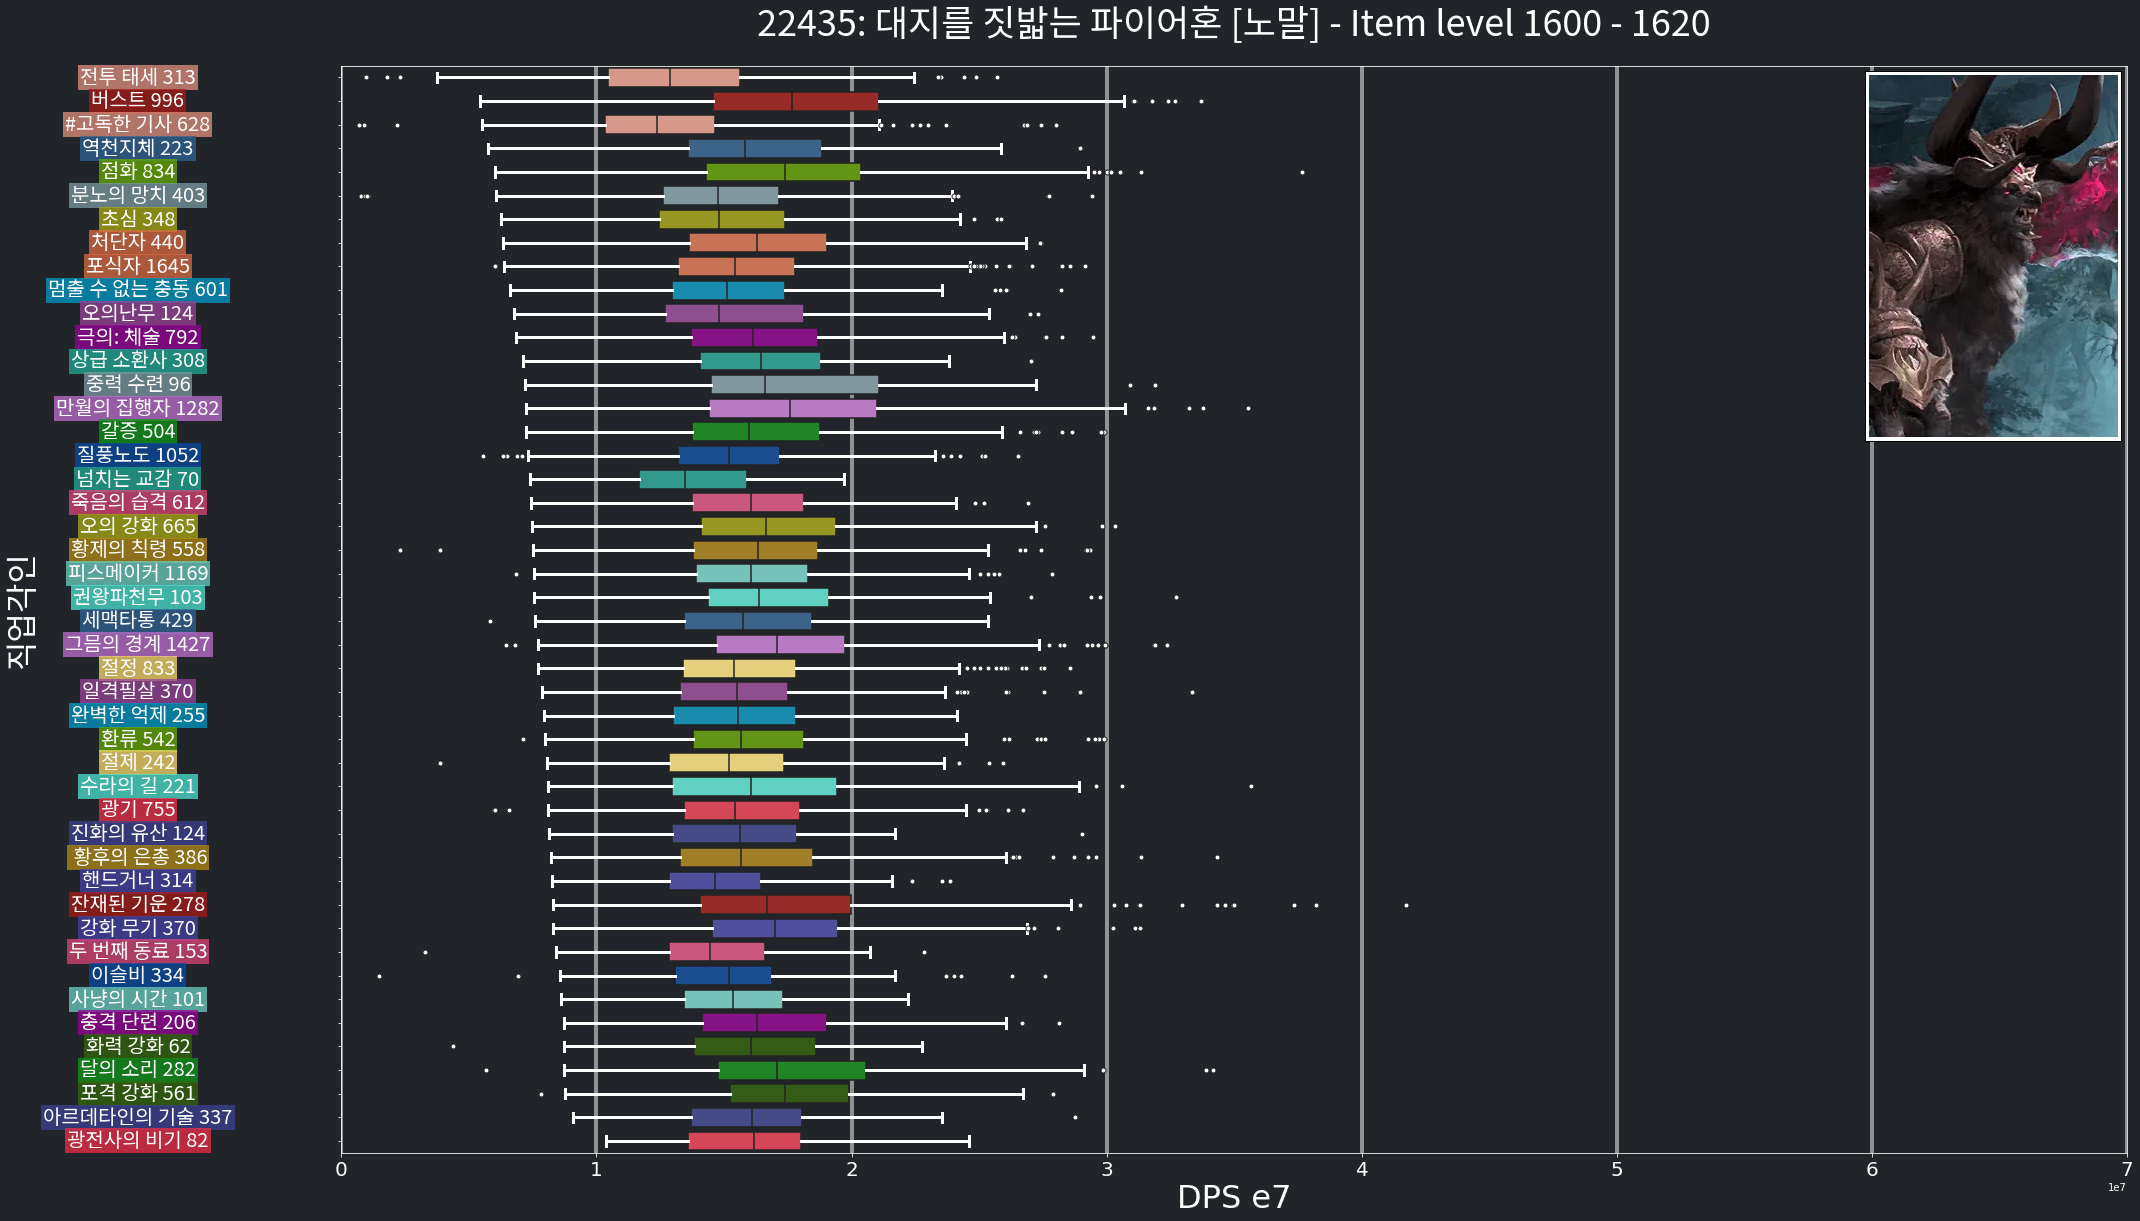 22435: 대지를 짓밟는 파이어혼 [노말] - Item level 1600 - 1620
전투 태세 313
버스트 996
#고독한 기사 628
역천지체 223
점화 834
분노의 망치 403
초심 348
처단자 440
포식자 1645
멈출 수 없는 충동 601
오의난무 124
극의: 체술 792
상급 소환사 308
중력 수련 96
만월의 집행자 1282
갈증 504
질풍노도 1052
넘치는 교감 70
죽음의 습격 612
오의 강화 665
황제의 칙령 558
피스메이커 1169
권왕파천무 103
세맥타통 429
그믐의 경계 1427
절정 833
일격필살 370
완벽한 억제 255
환류 542
절제 242
수라의 길 221
광기 755
진화의 유산 124
황후의 은총 386
핸드거너 314
잔재된 기운 278
강화 무기 370
두 번째 동료 153
이슬비 334
사냥의 시간 101
충격 단련 206
화력 강화 62
달의 소리 282
포격 강화 561
아르데타인의 기술 337
광전사의 비기 82
직업각인
0 1 2 3 4 5 6 7
DPS e7
1e7